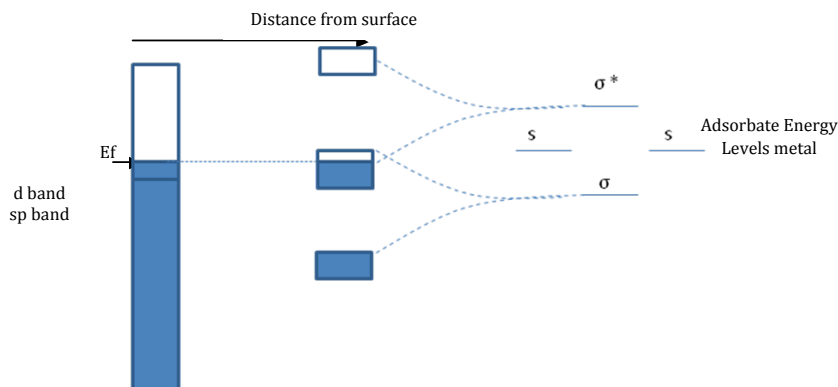 Distance from surface
σ *
s
s
Adsorbate Energy
Levels metal
Ef
d band
sp band
σ